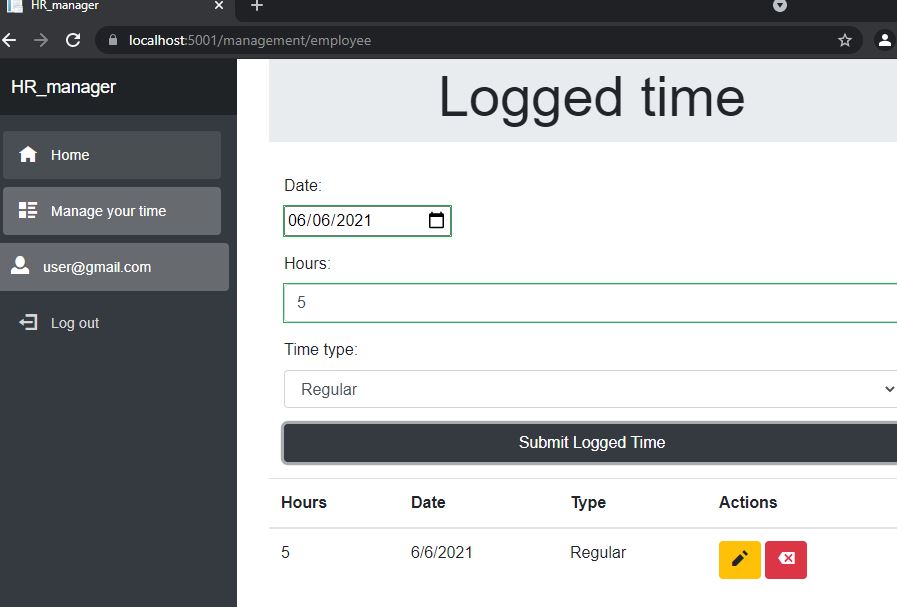 HR_manager
localhost:5001/management/employee
HR_manager
Home
Manage your time
user@gmail.com
Log out
Logged time
Date:
06/06/2021
Hours:
5
Time type:
Regular
Submit Logged Time
Hours Date Type Actions
5 6/6/2021 Regular